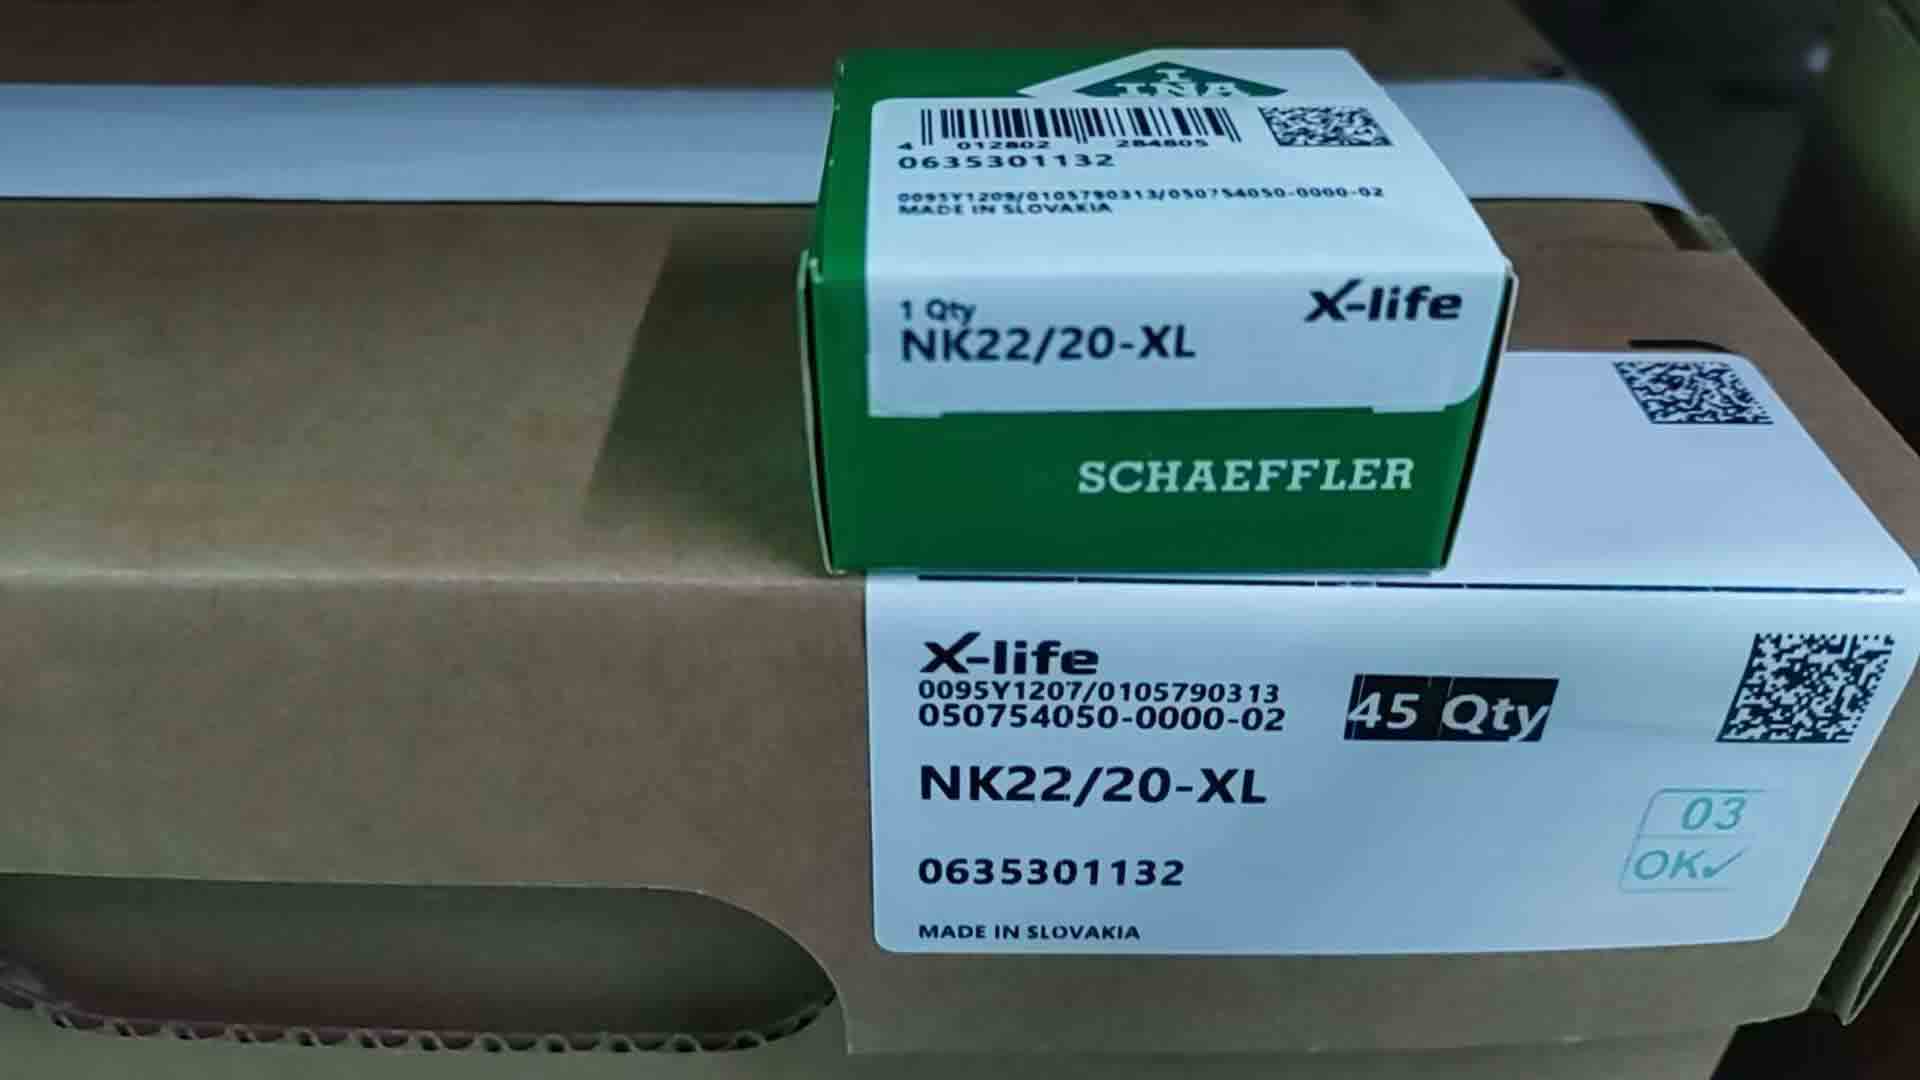 INA
4 012802 284805
0635301132
0095Y1209/0105790313/050754050-0000-02
MADE IN SLOVAKIA
1 Qty
X-life
NK22/20-XL
SCHAEFFLER
X-life
0095Y1207/0105790313
050754050-0000-02
45 Qty
NK22/20-XL
03
OK✓
0635301132
MADE IN SLOVAKIA